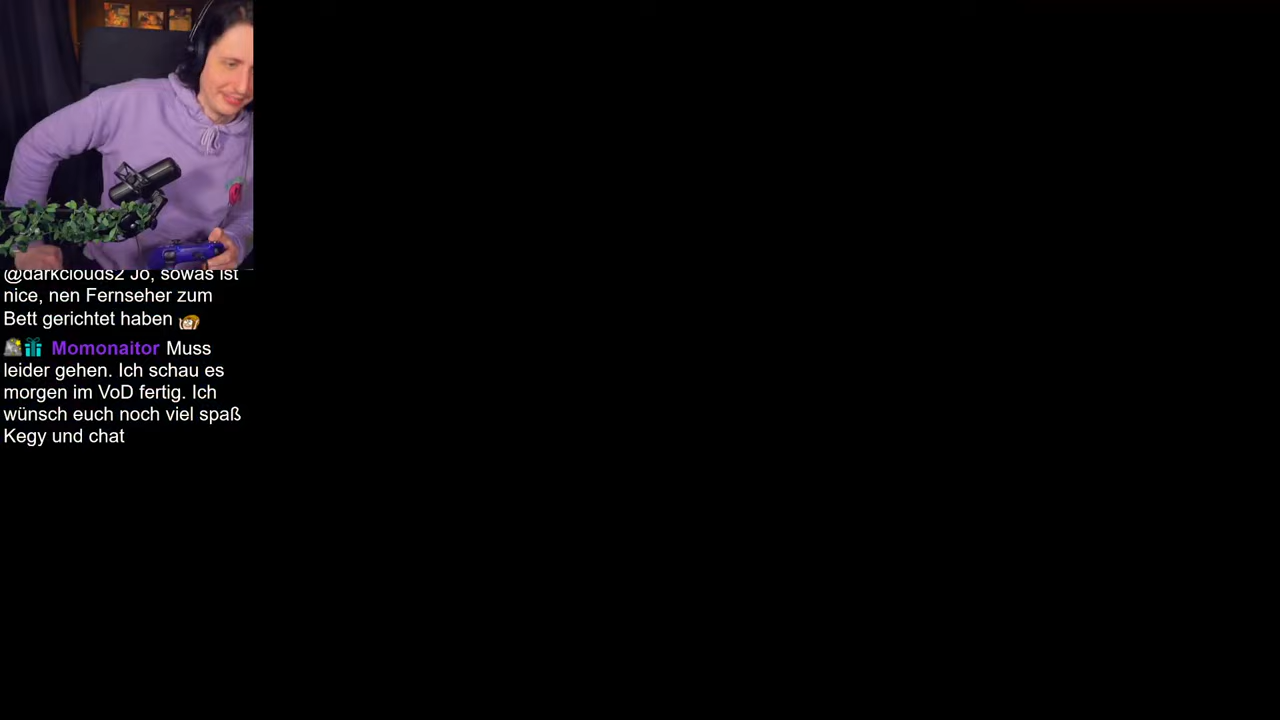 @darkclouds2 Jo, sowas ist
nice, nen Fernseher zum
Bett gerichtet haben
Momonaitor Muss
leider gehen. Ich schau es
morgen im VoD fertig. Ich
wünsch euch noch viel spaß
Kegy und chat